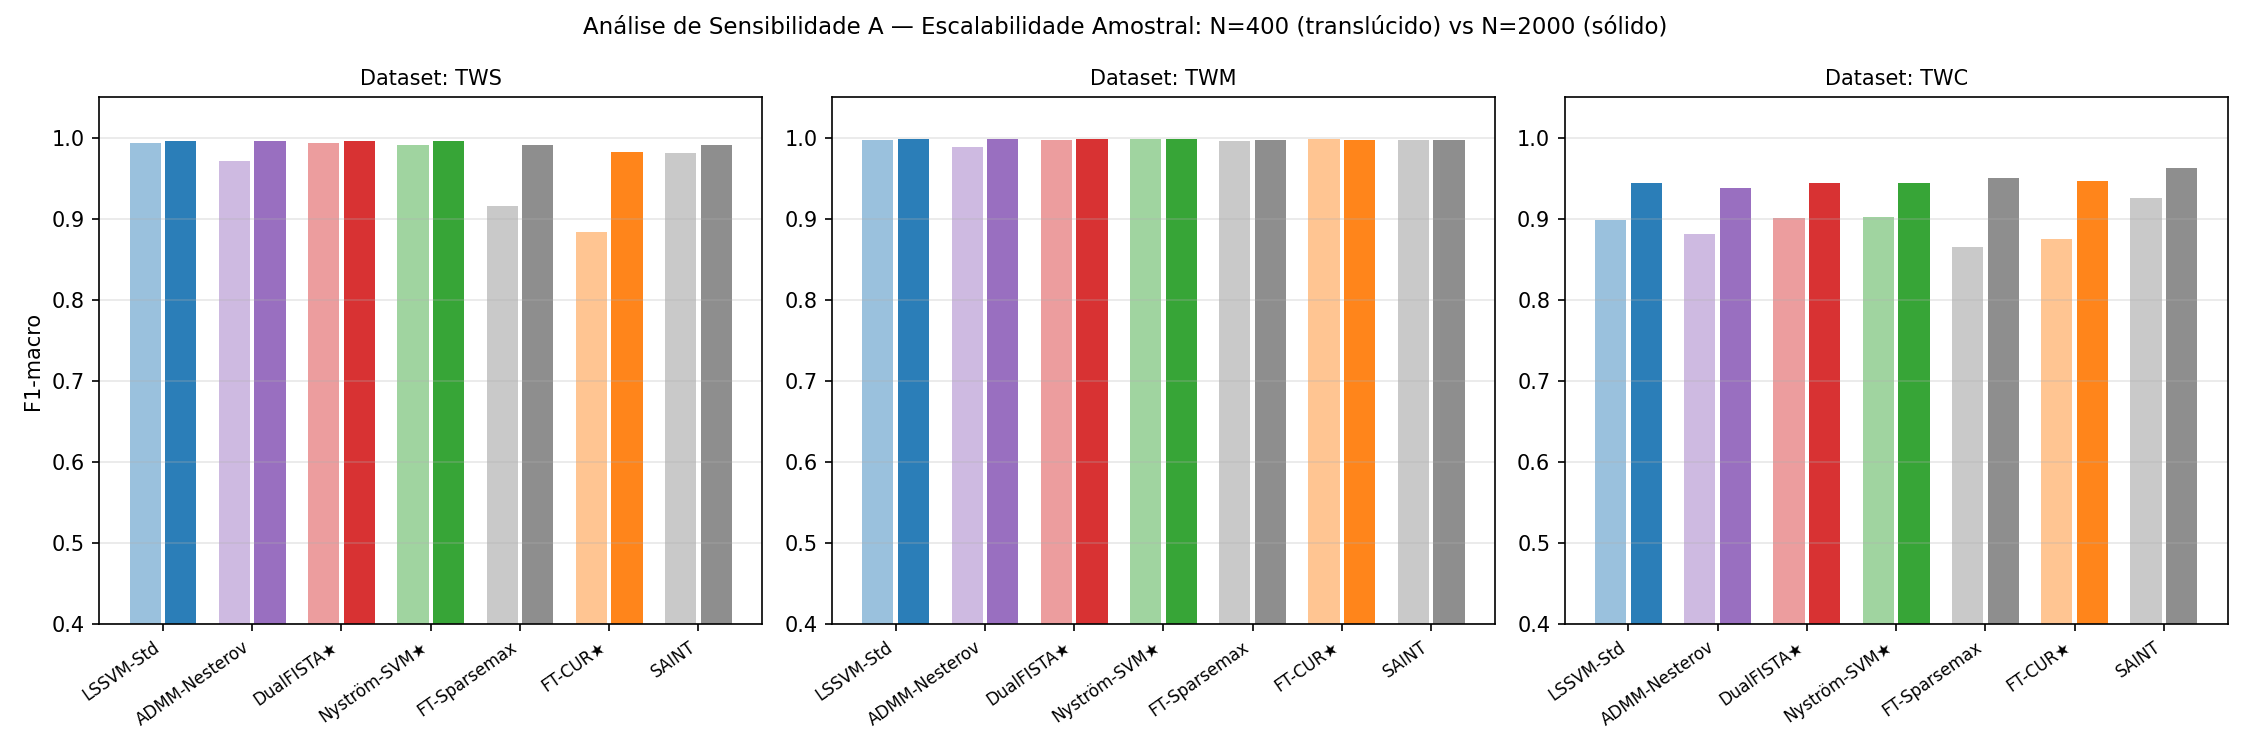 Análise de Sensibilidade A — Escalabilidade Amostral: N=400 (translúcido) vs N=2000 (sólido)
Dataset: TWS
F1-macro
1.0
0.9
0.8
0.7
0.6
0.5
0.4
LSSVM-Std
ADMM-Nesterov
DualFISTA★
Nyström-SVM★
FT-Sparsemax
FT-CUR★
SAINT
Dataset: TWM
1.0
0.9
0.8
0.7
0.6
0.5
0.4
LSSVM-Std
ADMM-Nesterov
DualFISTA★
Nyström-SVM★
FT-Sparsemax
FT-CUR★
SAINT
Dataset: TWC
1.0
0.9
0.8
0.7
0.6
0.5
0.4
LSSVM-Std
ADMM-Nesterov
DualFISTA★
Nyström-SVM★
FT-Sparsemax
FT-CUR★
SAINT